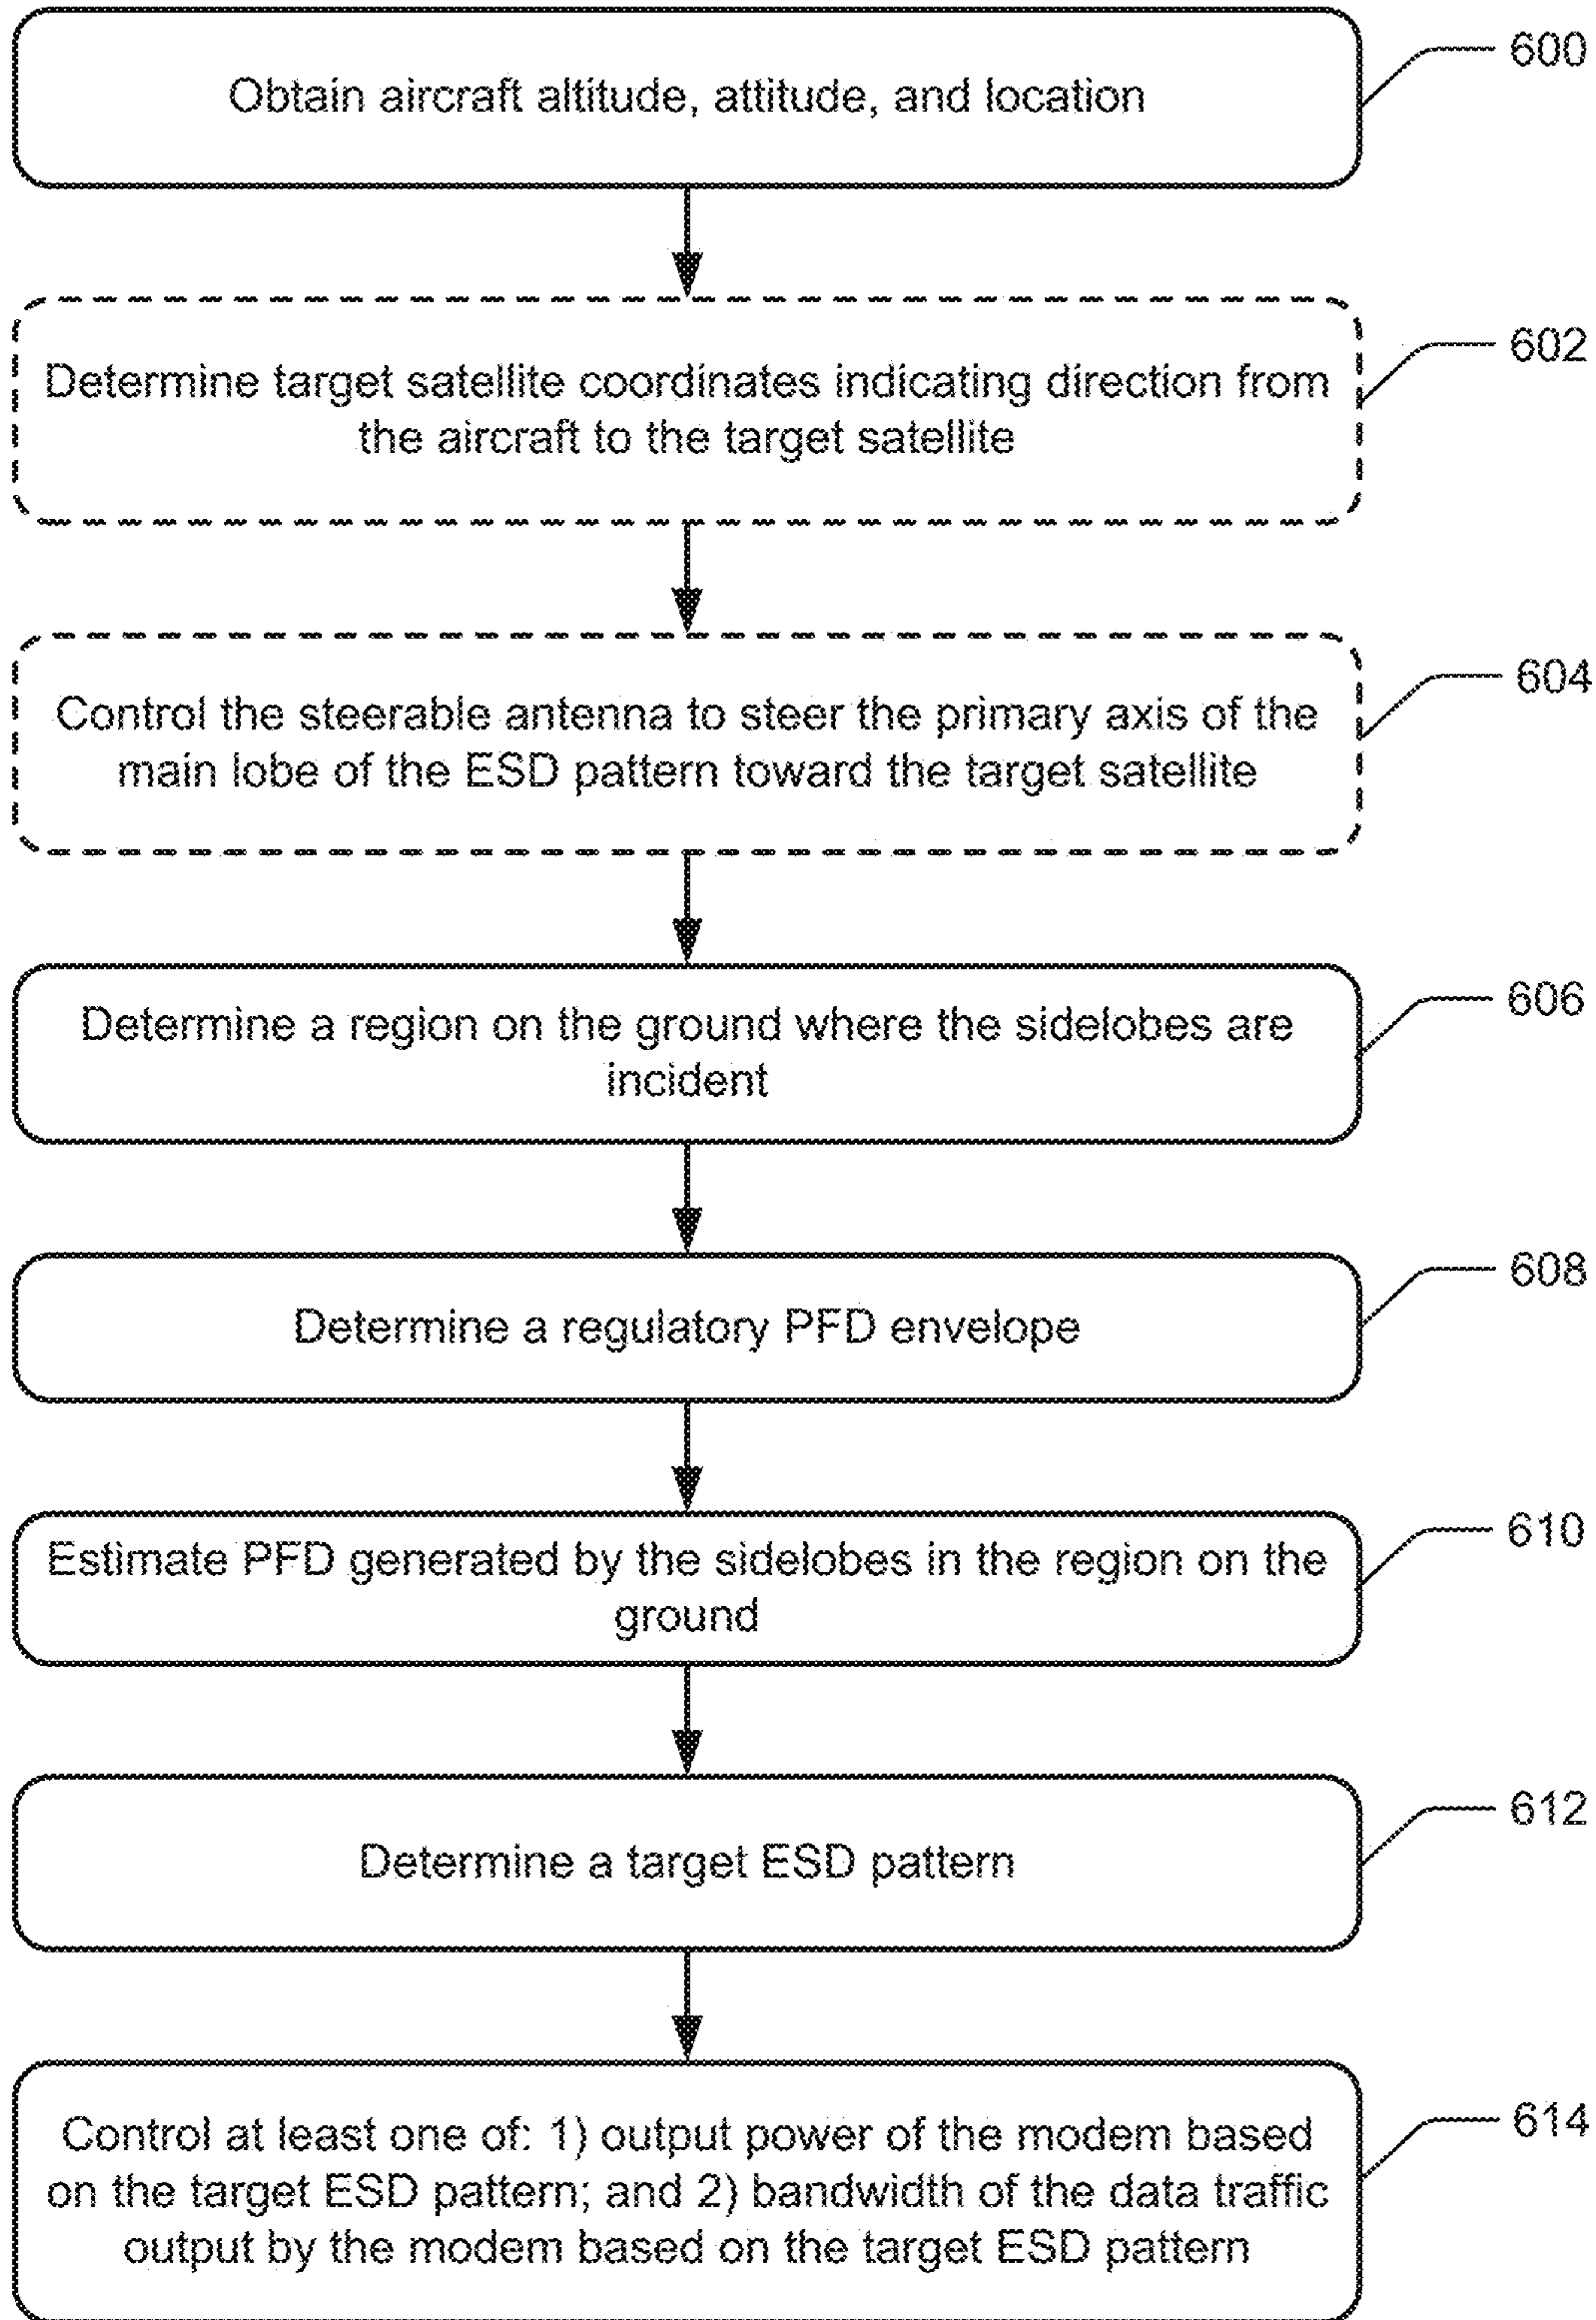 Obtain aircraft altitude, attitude, and location
600
Determine target satellite coordinates indicating direction from
the aircraft to the target satellite
602
Control the steerable antenna to steer the primary axis of the
main lobe of the ESD pattern toward the target satellite
604
Determine a region on the ground where the sidelobes are
incident
606
Determine a regulatory PFD envelope
608
Estimate PFD generated by the sidelobes in the region on the
ground
610
Determine a target ESD pattern
612
Control at least one of: 1) output power of the modem based
on the target ESD pattern; and 2) bandwidth of the data traffic
output by the modem based on the target ESD pattern
614